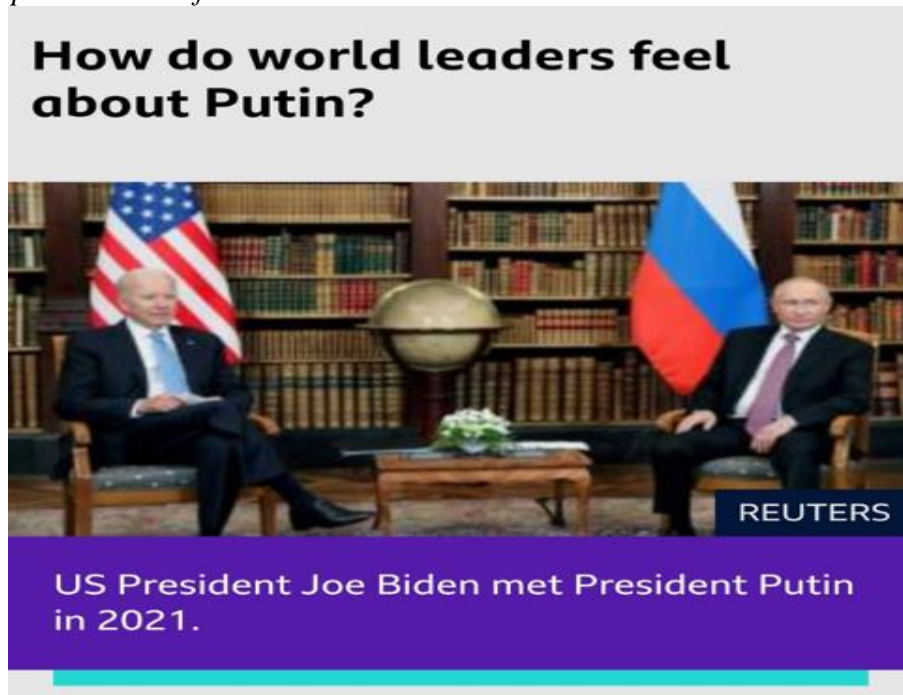 How do world leaders feel
about Putin?
REUTERS
US President Joe Biden met President Putin
in 2021.